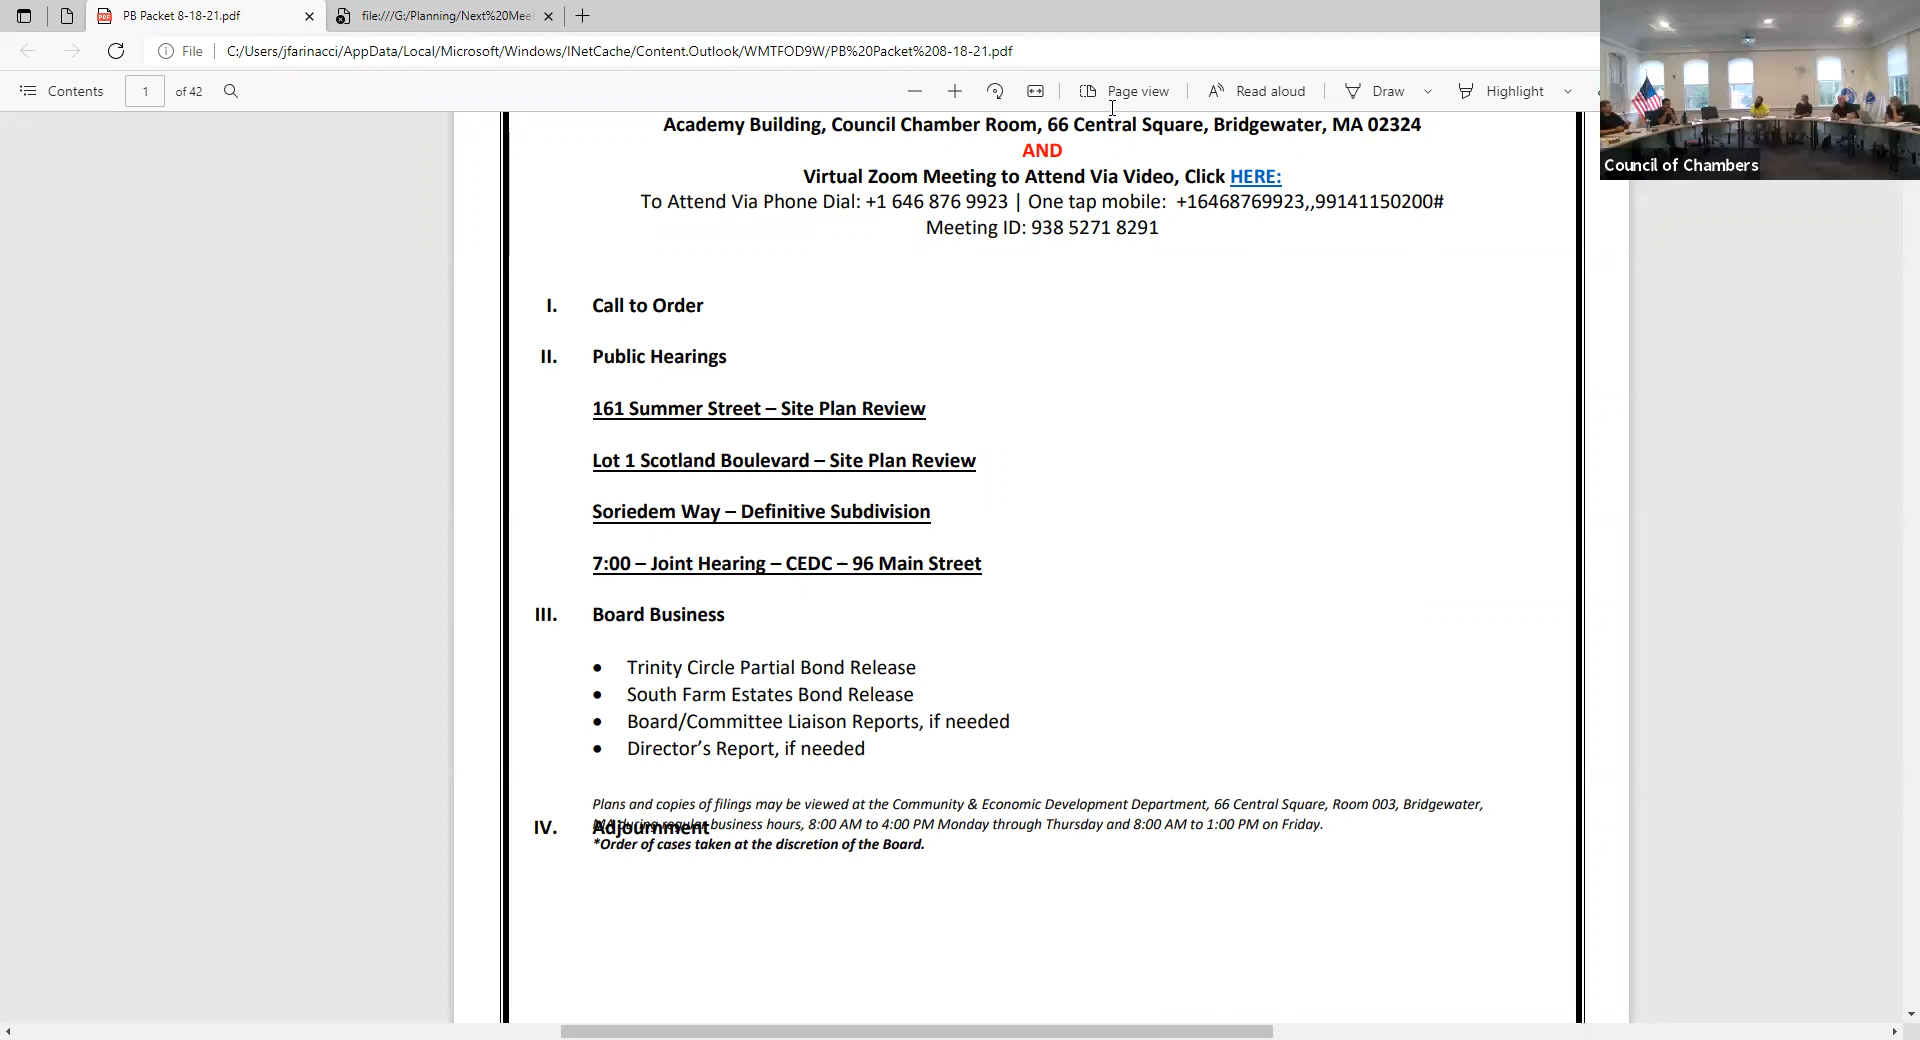 PB Packet 8-18-21.pdf
file:///G:/Planning/Next%20Mee
File
C:/Users/jfarinacci/AppData/Local/Microsoft/Windows/INetCache/Content.Outlook/WMTFOD9W/PB%20Packet%208-18-21.pdf
Contents
1
of 42
Page view
Read aloud
Draw
Highlight
Council of Chambers
Academy Building, Council Chamber Room, 66 Central Square, Bridgewater, MA 02324
AND
Virtual Zoom Meeting to Attend Via Video, Click HERE:
To Attend Via Phone Dial: +1 646 876 9923 | One tap mobile: +16468769923,,99141150200#
Meeting ID: 938 5271 8291
I. Call to Order
II. Public Hearings
161 Summer Street – Site Plan Review
Lot 1 Scotland Boulevard – Site Plan Review
Soriedem Way – Definitive Subdivision
7:00 – Joint Hearing – CEDC – 96 Main Street
III. Board Business
• Trinity Circle Partial Bond Release
• South Farm Estates Bond Release
• Board/Committee Liaison Reports, if needed
• Director's Report, if needed
Plans and copies of filings may be viewed at the Community & Economic Development Department, 66 Central Square, Room 003, Bridgewater,
MA during regular business hours, 8:00 AM to 4:00 PM Monday through Thursday and 8:00 AM to 1:00 PM on Friday.
IV. Adjournment
*Order of cases taken at the discretion of the Board.